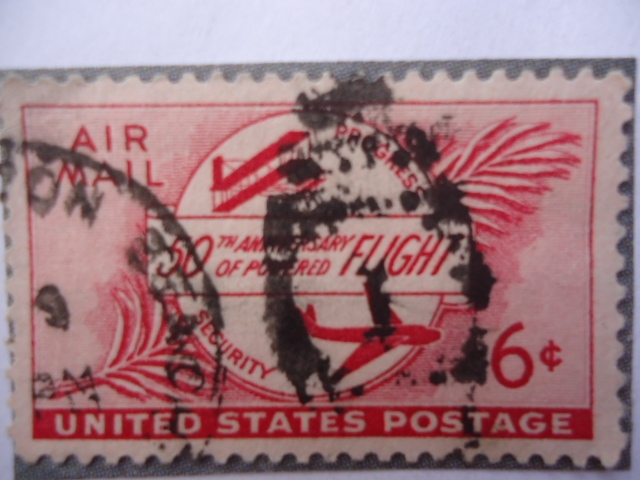 AIR
MAIL
PROGRESS
50TH ANNIVERSARY
OF POWERED FLIGHT
SECURITY
6¢
UNITED STATES POSTAGE